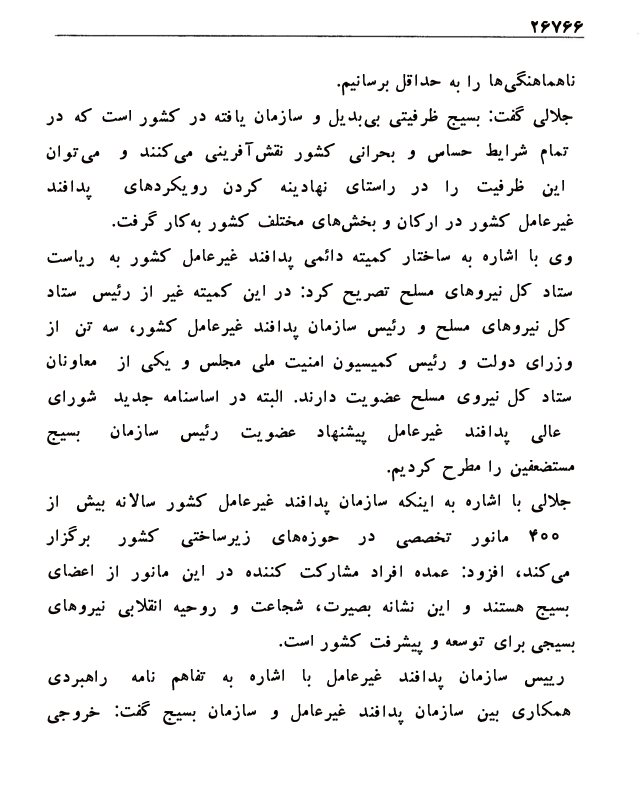 ۲۶۷۶۶
ناهماهنگی‌ها را به حداقل برسانیم.
جلالی گفت: بسیج ظرفیتی بی‌بدیل و سازمان یافته در کشور است که در
تمام شرایط حساس و بحرانی کشور نقش‌آفرینی می‌کنند و می‌توان
این ظرفیت را در راستای نهادینه کردن رویکردهای پدافند
غیرعامل کشور در ارکان و بخش‌های مختلف کشور به‌کار گرفت.
وی با اشاره به ساختار کمیته دائمی پدافند غیرعامل کشور به ریاست
ستاد کل نیروهای مسلح تصریح کرد: در این کمیته غیر از رئیس ستاد
کل نیروهای مسلح و رئیس سازمان پدافند غیرعامل کشور، سه تن از
وزرای دولت و رئیس کمیسیون امنیت ملی مجلس و یکی از معاونان
ستاد کل نیروی مسلح عضویت دارند. البته در اساسنامه جدید شورای
عالی پدافند غیرعامل پیشنهاد عضویت رئیس سازمان بسیج
مستضعفین را مطرح کردیم.
جلالی با اشاره به اینکه سازمان پدافند غیرعامل کشور سالانه بیش از
۴۰۰ مانور تخصصی در حوزه‌های زیرساختی کشور برگزار
می‌کند، افزود: عمده افراد مشارکت کننده در این مانور از اعضای
بسیج هستند و این نشانه بصیرت، شجاعت و روحیه انقلابی نیروهای
بسیجی برای توسعه و پیشرفت کشور است.
رییس سازمان پدافند غیرعامل با اشاره به تفاهم نامه راهبردی
همکاری بین سازمان پدافند غیرعامل و سازمان بسیج گفت: خروجی